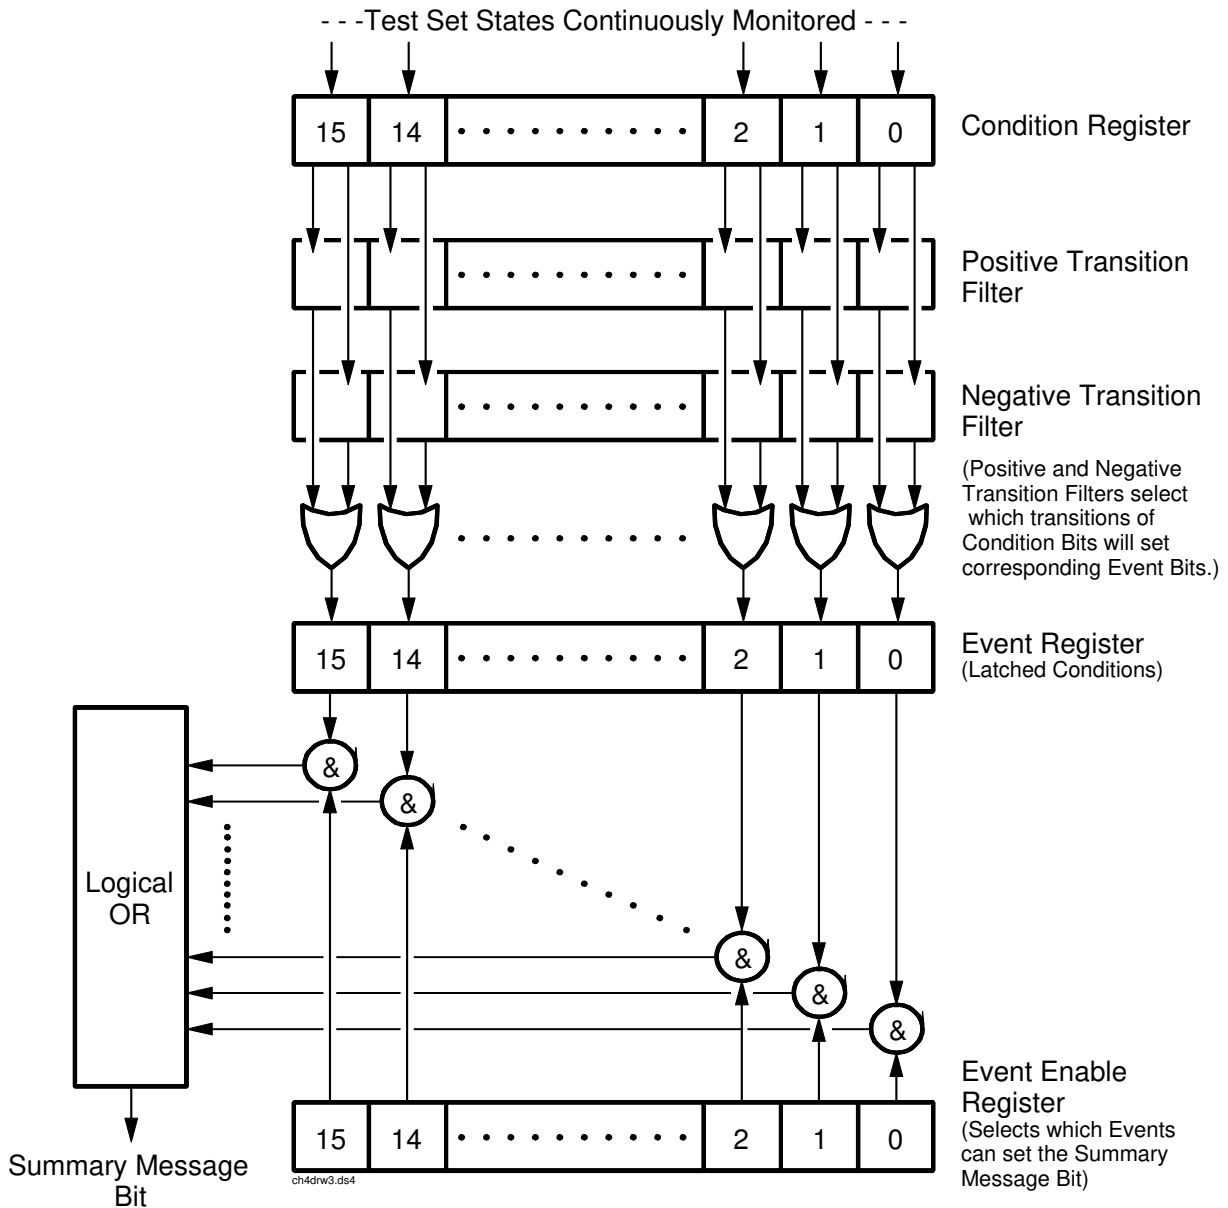 - - -Test Set States Continuously Monitored - - -
15 14 2 1 0
Condition Register
Positive Transition
Filter
Negative Transition
Filter
(Positive and Negative
Transition Filters select
which transitions of
Condition Bits will set
corresponding Event Bits.)
15 14 2 1 0
Event Register
(Latched Conditions)
&
&
&
&
&
Logical
OR
Summary Message
Bit
15 14 2 1 0
Event Enable
Register
(Selects which Events
can set the Summary
Message Bit)
ch4drw3.ds4